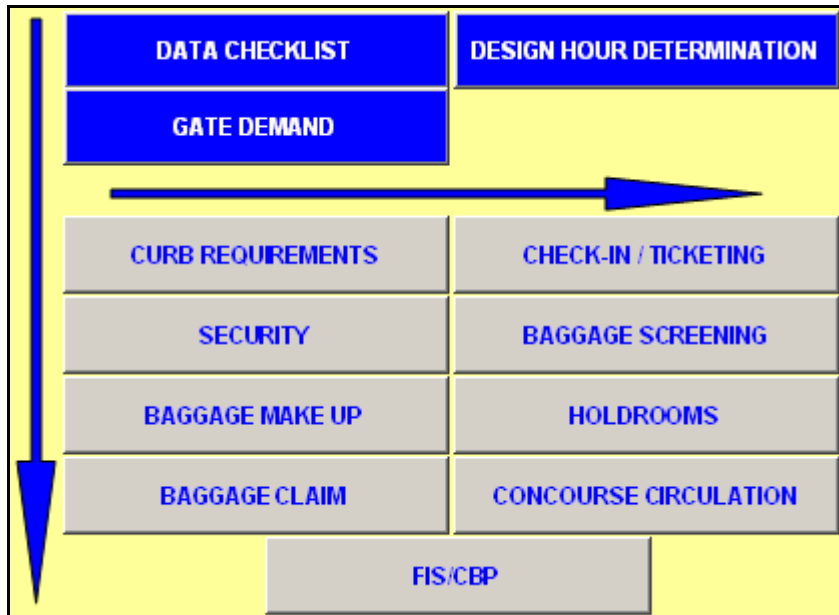 DATA CHECKLIST
DESIGN HOUR DETERMINATION
GATE DEMAND
CURB REQUIREMENTS
CHECK-IN / TICKETING
SECURITY
BAGGAGE SCREENING
BAGGAGE MAKE UP
HOLDROOMS
BAGGAGE CLAIM
CONCOURSE CIRCULATION
FIS/CBP